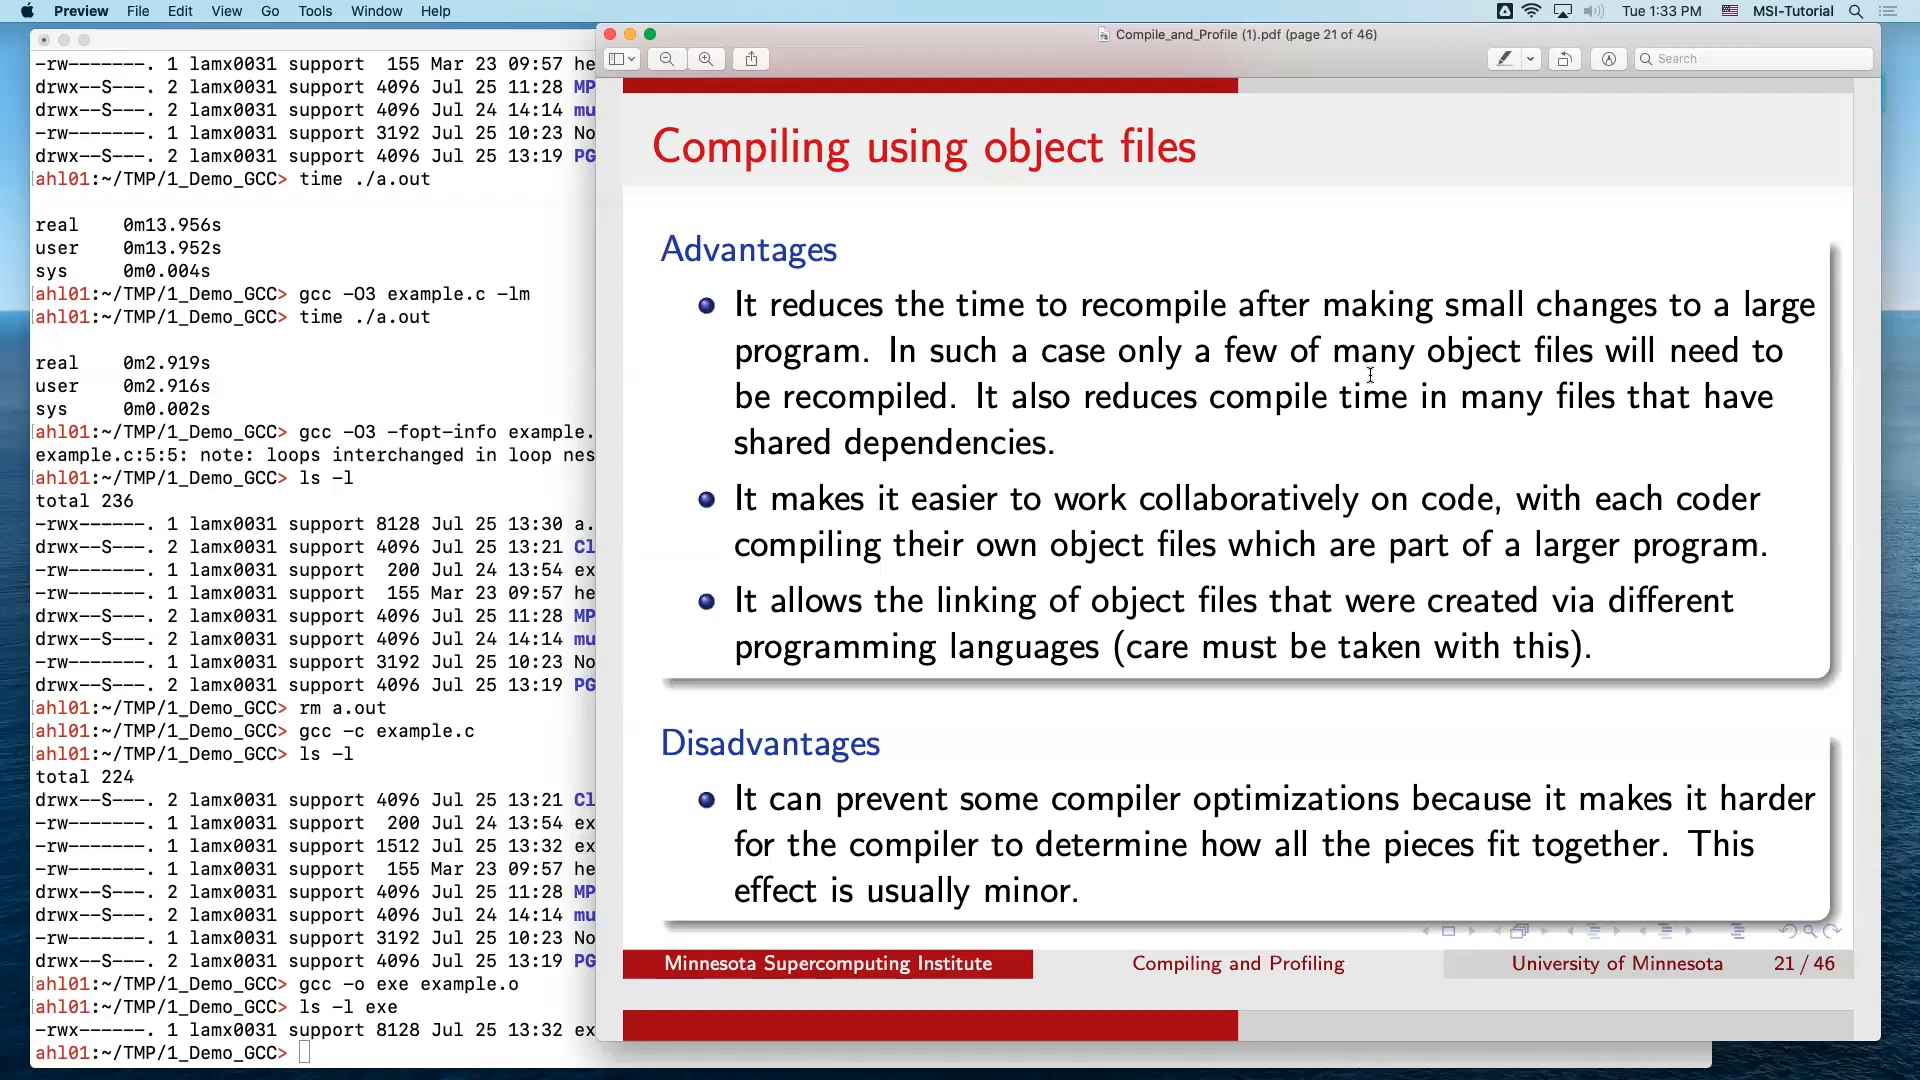 Preview File Edit View Go Tools Window Help
Tue 1:33 PM MSI-Tutorial
-rw-------. 1 lamx0031 support 155 Mar 23 09:57 he
drwx--S---. 2 lamx0031 support 4096 Jul 25 11:28 MP
drwx--S---. 2 lamx0031 support 4096 Jul 24 14:14 mu
-rw-------. 1 lamx0031 support 3192 Jul 25 10:23 No
drwx--S---. 2 lamx0031 support 4096 Jul 25 13:19 PG
[ahl01:~/TMP/1_Demo_GCC> time ./a.out
real 0m13.956s
user 0m13.952s
sys 0m0.004s
[ahl01:~/TMP/1_Demo_GCC> gcc -O3 example.c -lm
[ahl01:~/TMP/1_Demo_GCC> time ./a.out
real 0m2.919s
user 0m2.916s
sys 0m0.002s
[ahl01:~/TMP/1_Demo_GCC> gcc -O3 -fopt-info example.
example.c:5:5: note: loops interchanged in loop nes
[ahl01:~/TMP/1_Demo_GCC> ls -l
total 236
-rwx------. 1 lamx0031 support 8128 Jul 25 13:30 a.
drwx--S---. 2 lamx0031 support 4096 Jul 25 13:21 Cl
-rw-------. 1 lamx0031 support 200 Jul 24 13:54 ex
-rw-------. 1 lamx0031 support 155 Mar 23 09:57 he
drwx--S---. 2 lamx0031 support 4096 Jul 25 11:28 MP
drwx--S---. 2 lamx0031 support 4096 Jul 24 14:14 mu
-rw-------. 1 lamx0031 support 3192 Jul 25 10:23 No
drwx--S---. 2 lamx0031 support 4096 Jul 25 13:19 PG
[ahl01:~/TMP/1_Demo_GCC> rm a.out
[ahl01:~/TMP/1_Demo_GCC> gcc -c example.c
[ahl01:~/TMP/1_Demo_GCC> ls -l
total 224
drwx--S---. 2 lamx0031 support 4096 Jul 25 13:21 Cl
-rw-------. 1 lamx0031 support 200 Jul 24 13:54 ex
-rw-------. 1 lamx0031 support 1512 Jul 25 13:32 ex
-rw-------. 1 lamx0031 support 155 Mar 23 09:57 he
drwx--S---. 2 lamx0031 support 4096 Jul 25 11:28 MP
drwx--S---. 2 lamx0031 support 4096 Jul 24 14:14 mu
-rw-------. 1 lamx0031 support 3192 Jul 25 10:23 No
drwx--S---. 2 lamx0031 support 4096 Jul 25 13:19 PG
[ahl01:~/TMP/1_Demo_GCC> gcc -o exe example.o
[ahl01:~/TMP/1_Demo_GCC> ls -l exe
-rwx------. 1 lamx0031 support 8128 Jul 25 13:32 ex
ahl01:~/TMP/1_Demo_GCC>
Compile_and_Profile (1).pdf (page 21 of 46)
Search
Compiling using object files
Advantages
It reduces the time to recompile after making small changes to a large
program. In such a case only a few of many object files will need to
be recompiled. It also reduces compile time in many files that have
shared dependencies.
It makes it easier to work collaboratively on code, with each coder
compiling their own object files which are part of a larger program.
It allows the linking of object files that were created via different
programming languages (care must be taken with this).
Disadvantages
It can prevent some compiler optimizations because it makes it harder
for the compiler to determine how all the pieces fit together. This
effect is usually minor.
Minnesota Supercomputing Institute Compiling and Profiling University of Minnesota 21 / 46